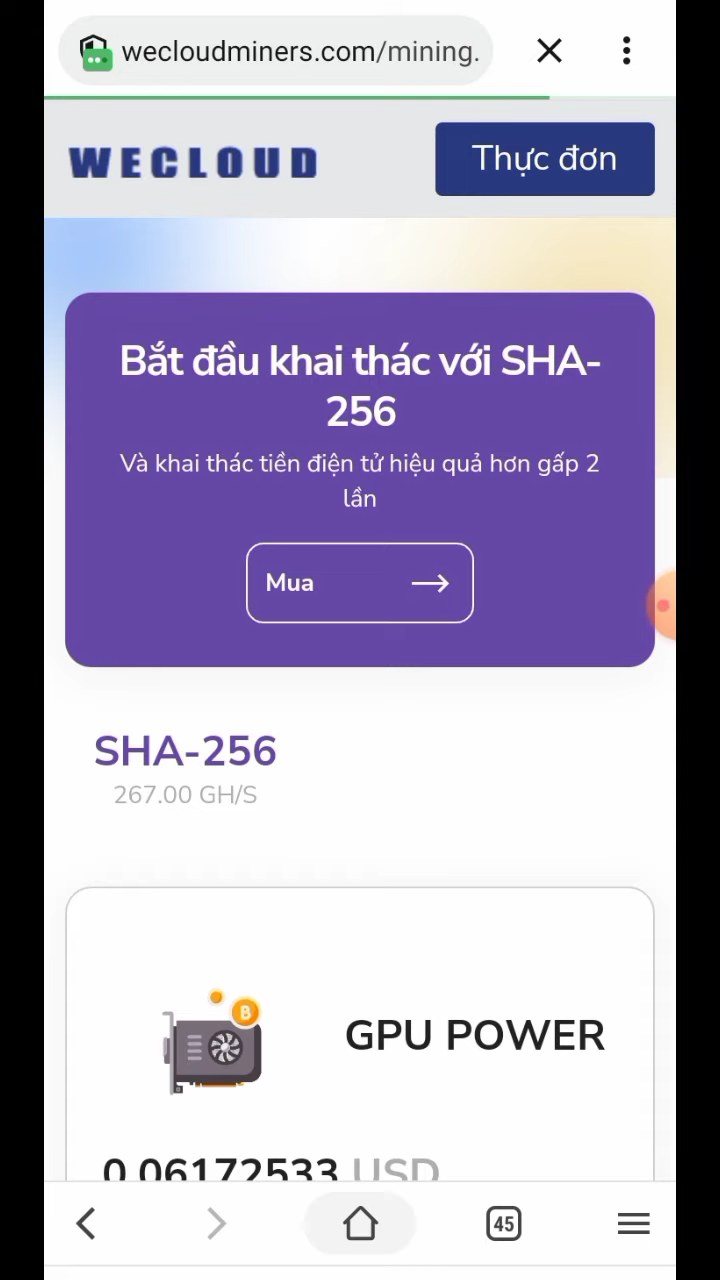 wecloudminers.com/mining.
WECLOUD
Thực đơn
Bắt đầu khai thác với SHA-
256
Và khai thác tiền điện tử hiệu quả hơn gấp 2
lần
Mua
SHA-256
267.00 GH/S
GPU POWER
0.06172533 USD
45